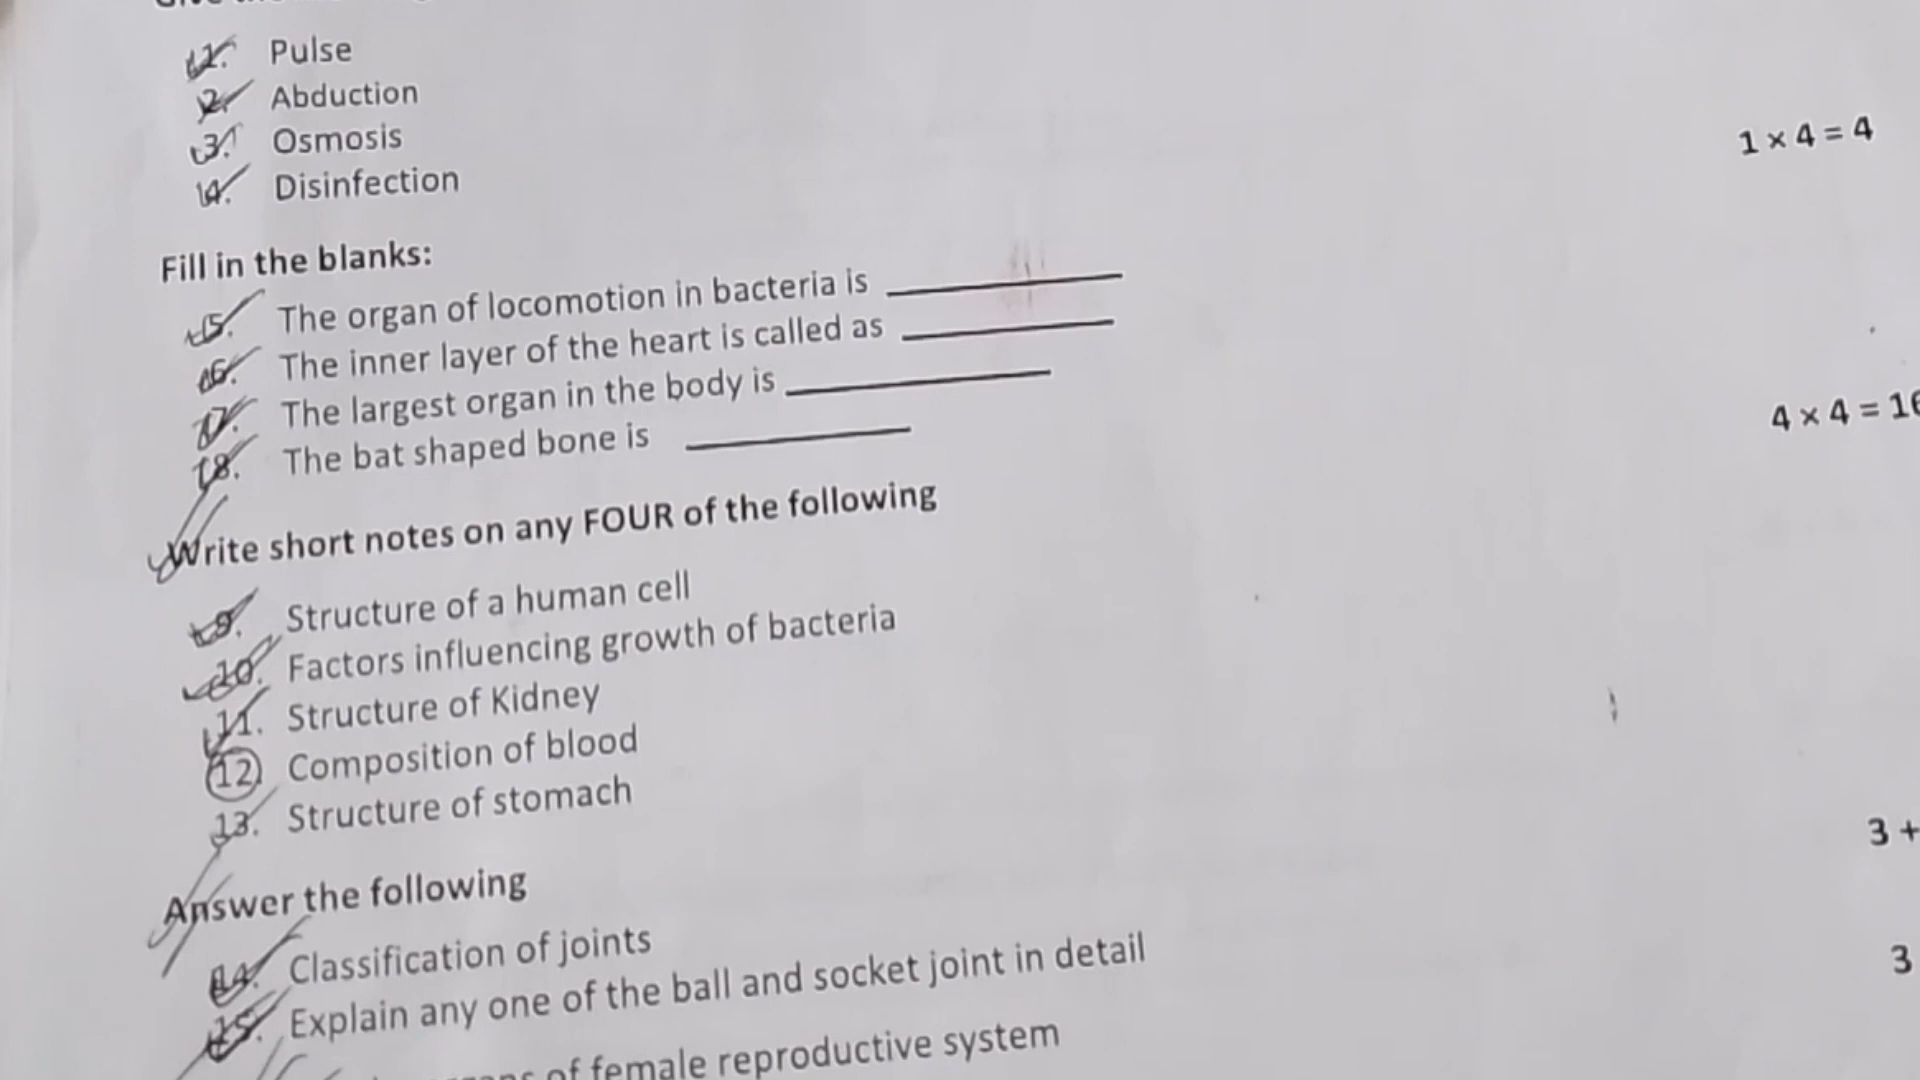 1. Pulse
2. Abduction
3. Osmosis
4. Disinfection
1 × 4 = 4
Fill in the blanks:
5. The organ of locomotion in bacteria is
6. The inner layer of the heart is called as
7. The largest organ in the body is
8. The bat shaped bone is
4 × 4 = 16
Write short notes on any FOUR of the following
9. Structure of a human cell
10. Factors influencing growth of bacteria
11. Structure of Kidney
12. Composition of blood
13. Structure of stomach
3 +
Answer the following
14. Classification of joints
15. Explain any one of the ball and socket joint in detail
3
of female reproductive system